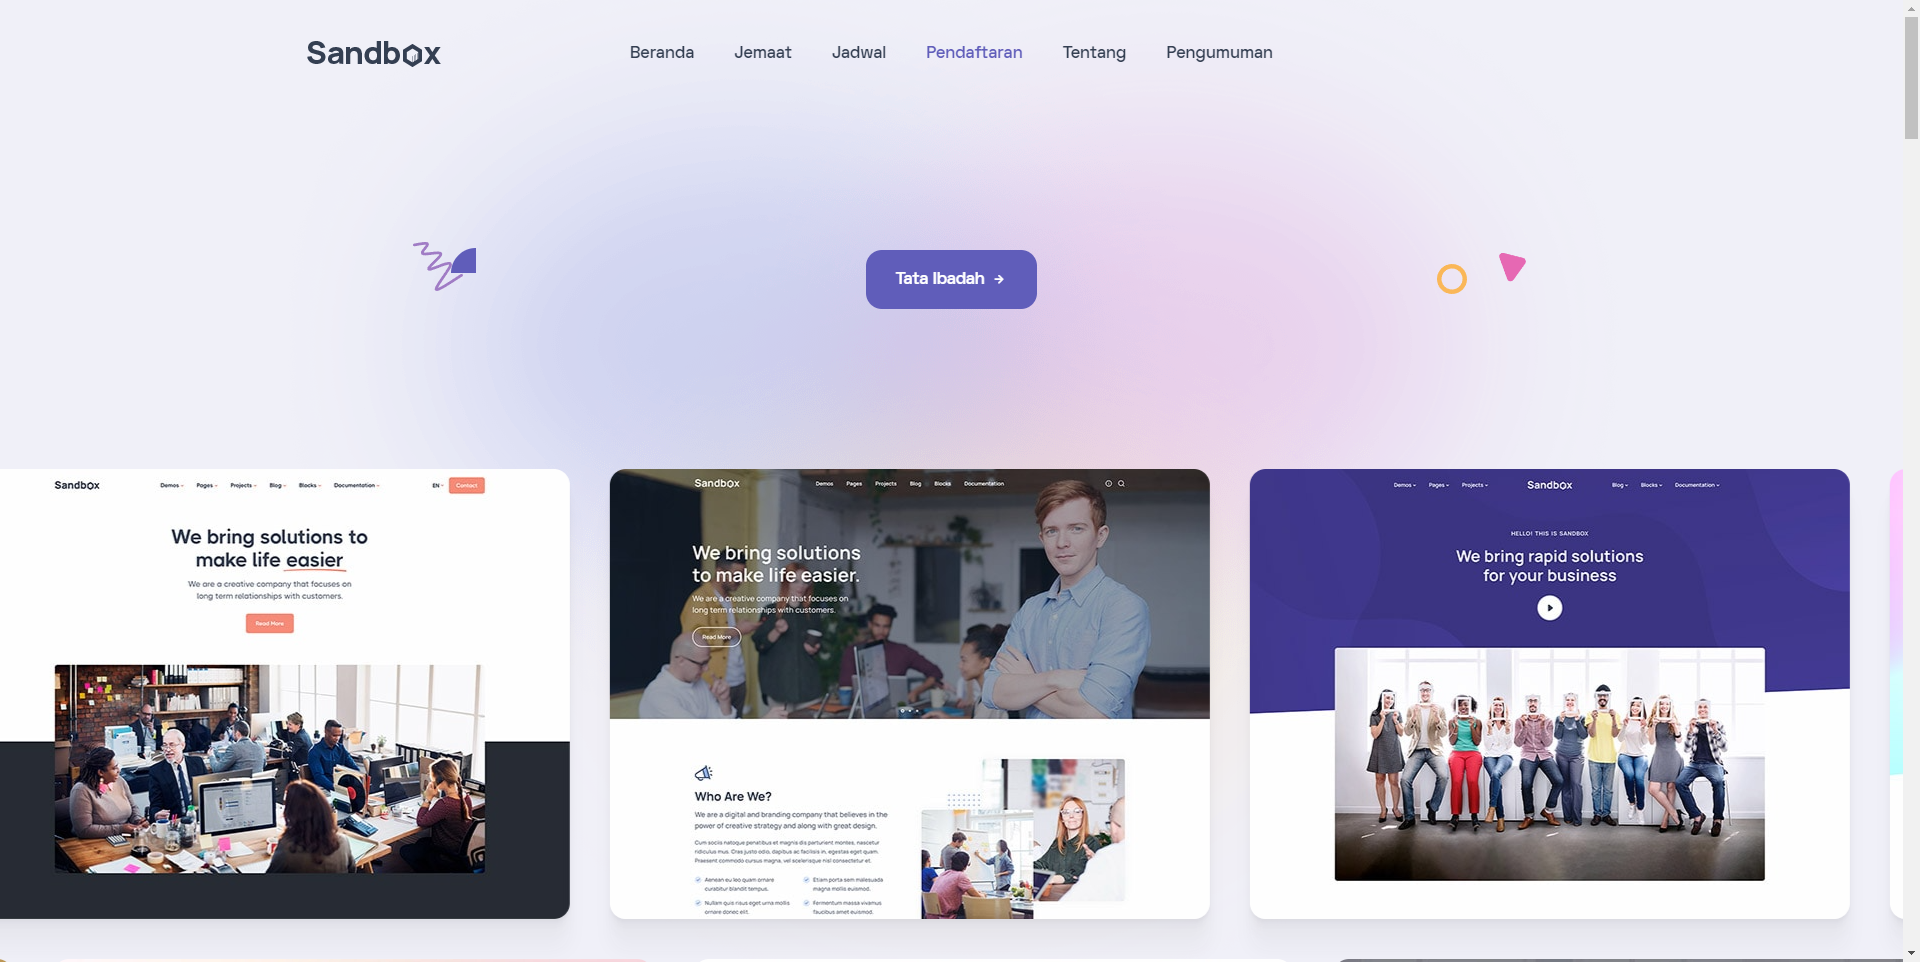 Sandbox
Beranda Jemaat Jadwal Pendaftaran Tentang Pengumuman
Tata Ibadah →
Sandbox Demos Pages Projects Blog Blocks Documentation EN Contact
We bring solutions to
make life easier
We are a creative company that focuses on
long term relationships with customers.
Read More
Sandbox Demos Pages Projects Blog Blocks Documentation
We bring solutions
to make life easier.
We are a creative company that focuses on
long term relationships with customers.
Read More
Who Are We?
We are a digital and branding company that believes in the
power of creative strategy and along with great design.
Cum sociis natoque penatibus et magnis dis parturient montes, nascetur
ridiculus mus. Cras justo odio, dapibus ac facilisis in, egestas eget quam.
Praesent commodo cursus magna, vel scelerisque nisl consectetur et.
Aenean eu leo quam ornare
curabitur blandit tempus.
Etiam porta sem malesuada
magna mollis euismod.
Nullam quis risus eget urna mollis
ornare donec elit.
Fermentum massa vivamus
faucibus amet euismod.
Demos Pages Projects Sandbox Blog Blocks Documentation
HELLO! THIS IS SANDBOX
We bring rapid solutions
for your business